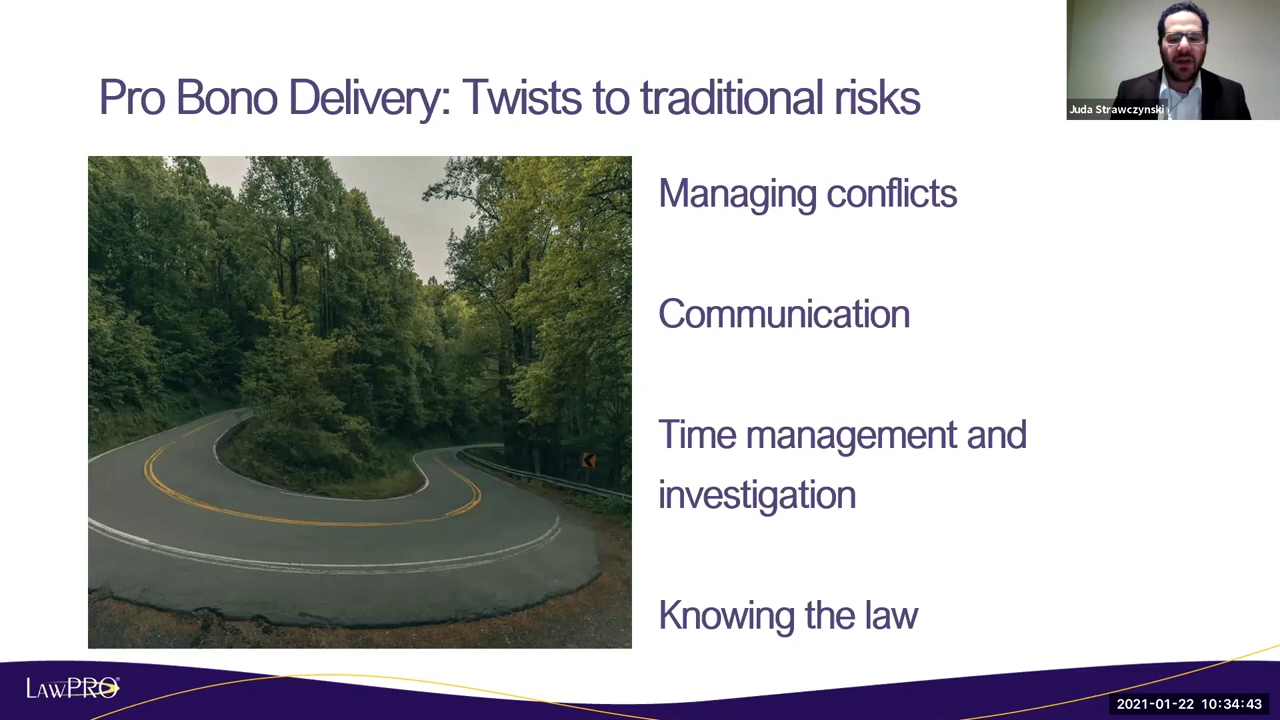 Pro Bono Delivery: Twists to traditional risks
Juda Strawczynski
Managing conflicts
Communication
Time management and
investigation
Knowing the law
LAWPRO®
2021-01-22 10:34:43